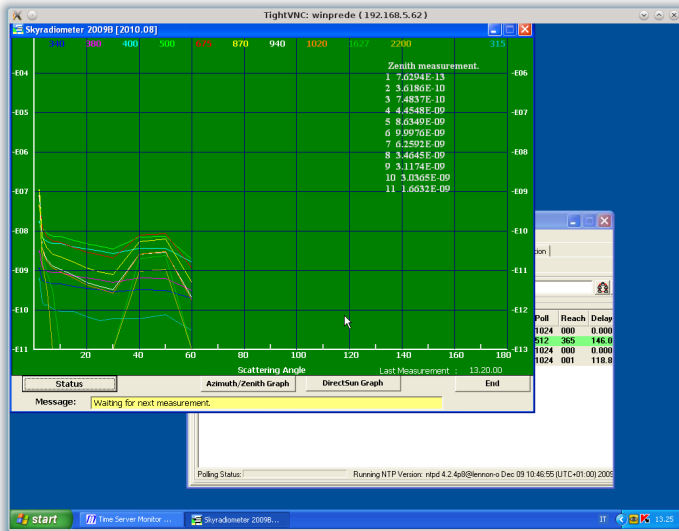 TightVNC: winprede (192.168.5.62)
Skyradiometer 2009B [2010.08]
340 380 400 500 675 870 940 1020 1627 2200 315
Zenith measurement.
1 7.6294E-13
2 3.6186E-10
3 7.4837E-10
4 4.4548E-09
5 8.6349E-09
6 9.9976E-09
7 6.2592E-09
8 3.4645E-09
9 3.1174E-09
10 3.0365E-09
11 1.6632E-09
-E04 -E06
-E05 -E07
-E06 -E08
-E07 -E09
-E08 -E10
-E09 -E11
-E10 -E12
-E11 -E13
20 40 60 80 100 120 140 160 180
Scattering Angle
Last Measurement : 13.20.00
Status Azimuth/Zenith Graph DirectSun Graph End
Message: Waiting for next measurement.
tion
Poll Reach Delay
1024 000 0.000
512 365 146.0
1024 000 0.000
1024 001 118.8
Polling Status: Running NTP Version: ntpd 4.2.4p8@lennon-o Dec 09 10:46:55 (UTC+01:00) 2009
start Time Server Monitor ... Skyradiometer 2009B... IT 13.25